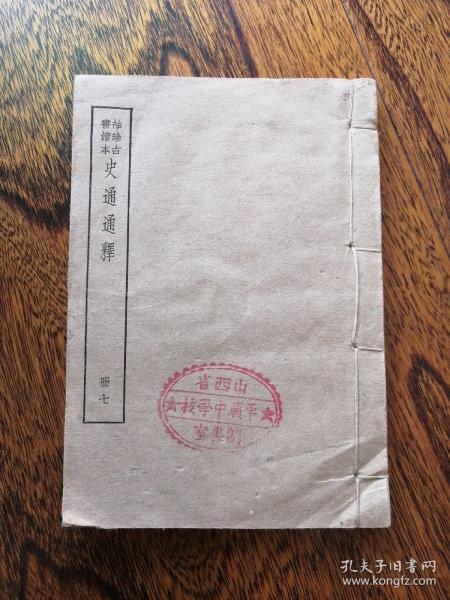 袖珍古
書讀本
史通通釋
冊七
山西省
平順中學校
圖書室
孔夫子旧书网
www.kongfz.com